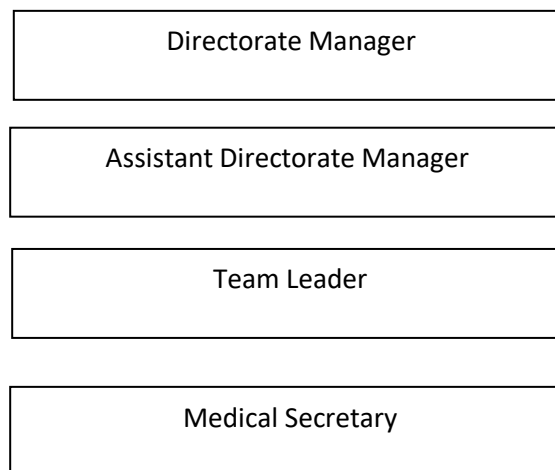 Directorate Manager
Assistant Directorate Manager
Team Leader
Medical Secretary